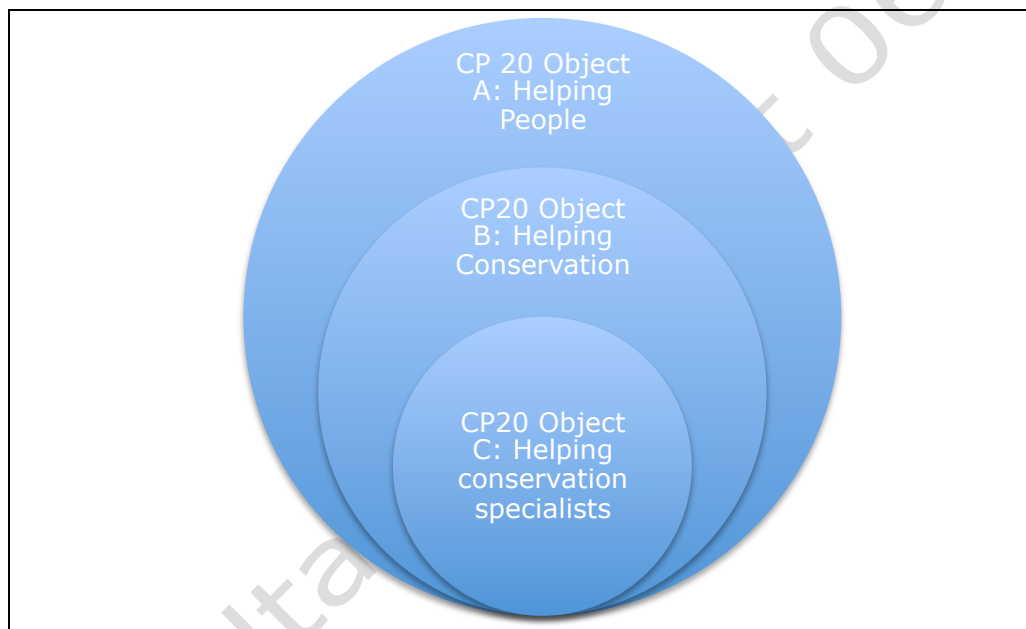 CP 20 Object
A: Helping
People
CP20 Object
B: Helping
Conservation
CP20 Object
C: Helping
conservation
specialists